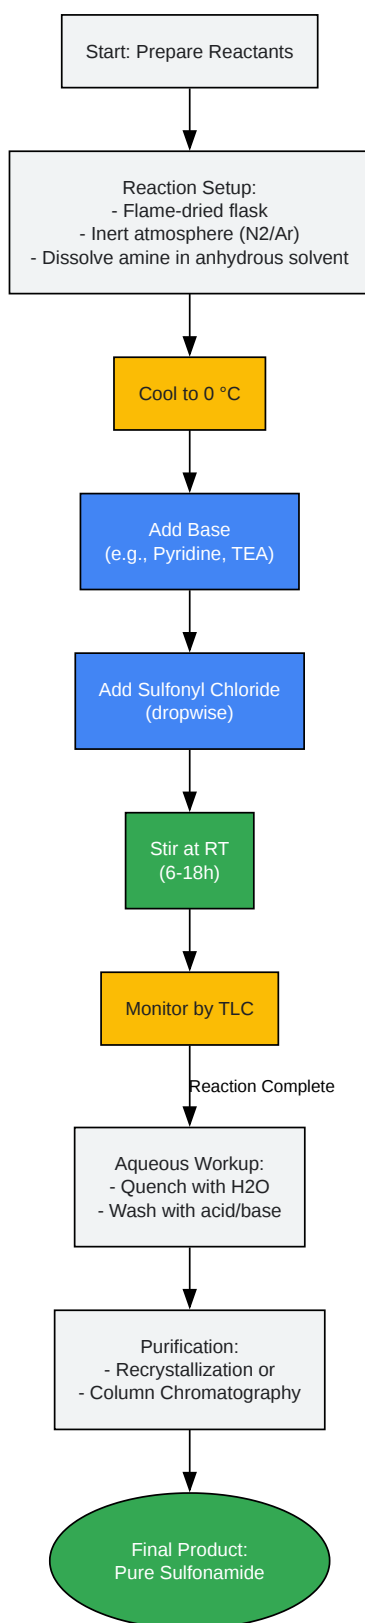 Start: Prepare Reactants
Reaction Setup:
- Flame-dried flask
- Inert atmosphere (N2/Ar)
- Dissolve amine in anhydrous solvent
Cool to 0 °C
Add Base
(e.g., Pyridine, TEA)
Add Sulfonyl Chloride
(dropwise)
Stir at RT
(6-18h)
Monitor by TLC
Reaction Complete
Aqueous Workup:
- Quench with H2O
- Wash with acid/base
Purification:
- Recrystallization or
- Column Chromatography
Final Product:
Pure Sulfonamide